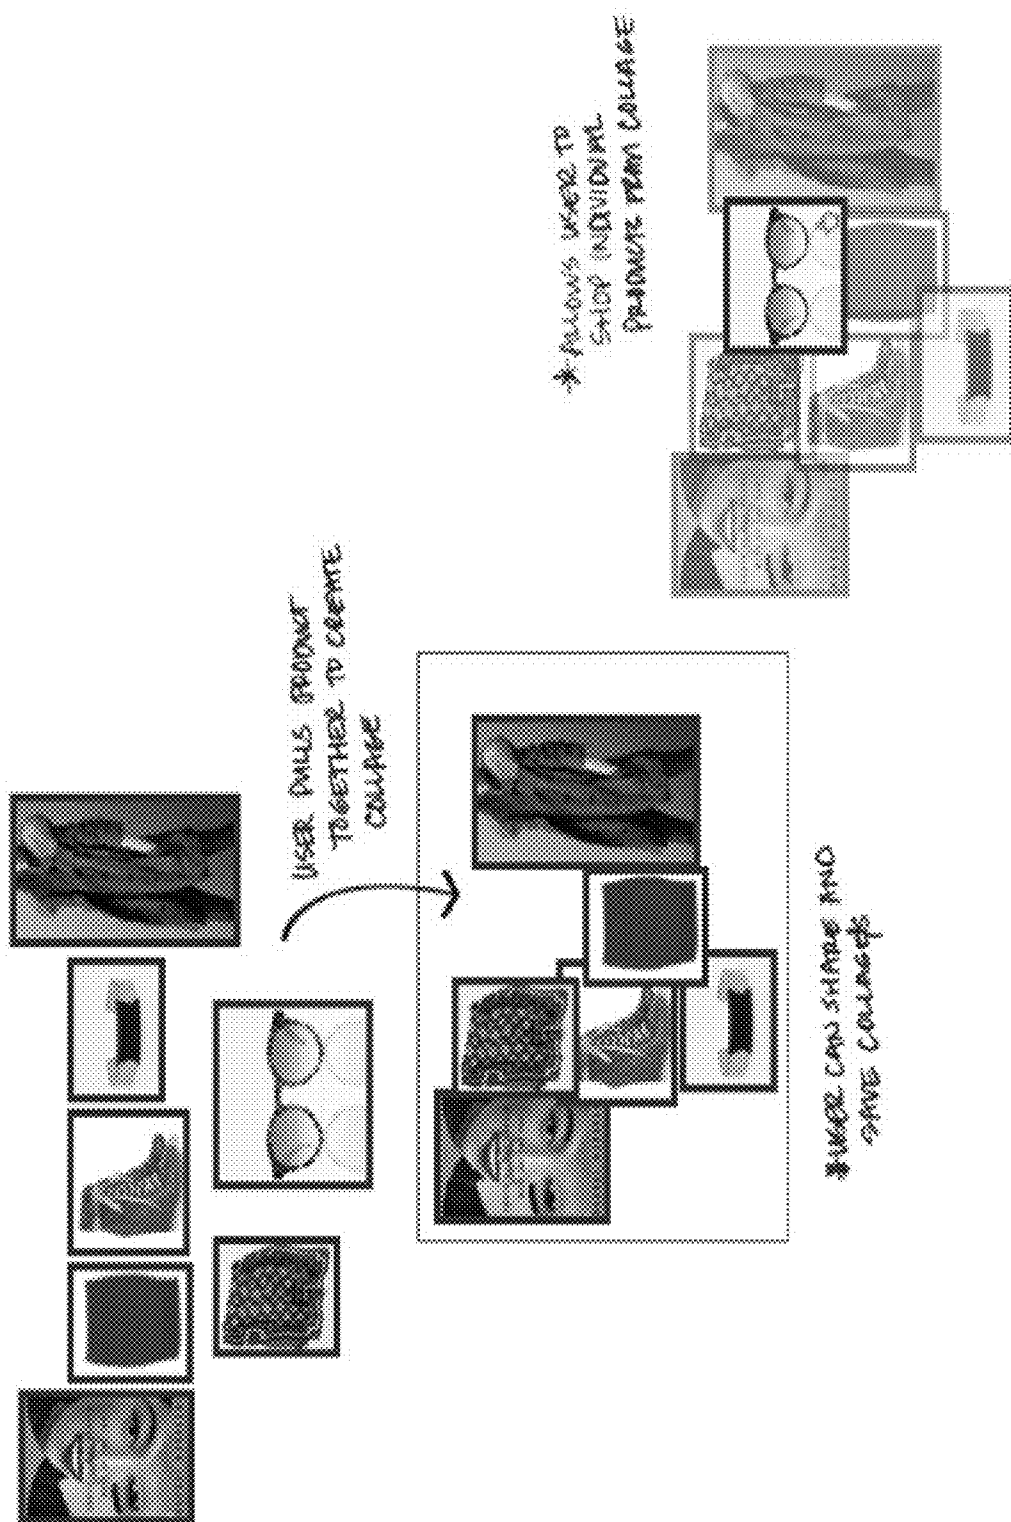 USER PULLS PRODUCT
TOGETHER TO CREATE
COLLAGE
* USER CAN SHARE AND
SAVE COLLAGES
* ALLOWS USER TO
SHOP INDIVIDUAL
PRODUCTS FROM COLLAGE